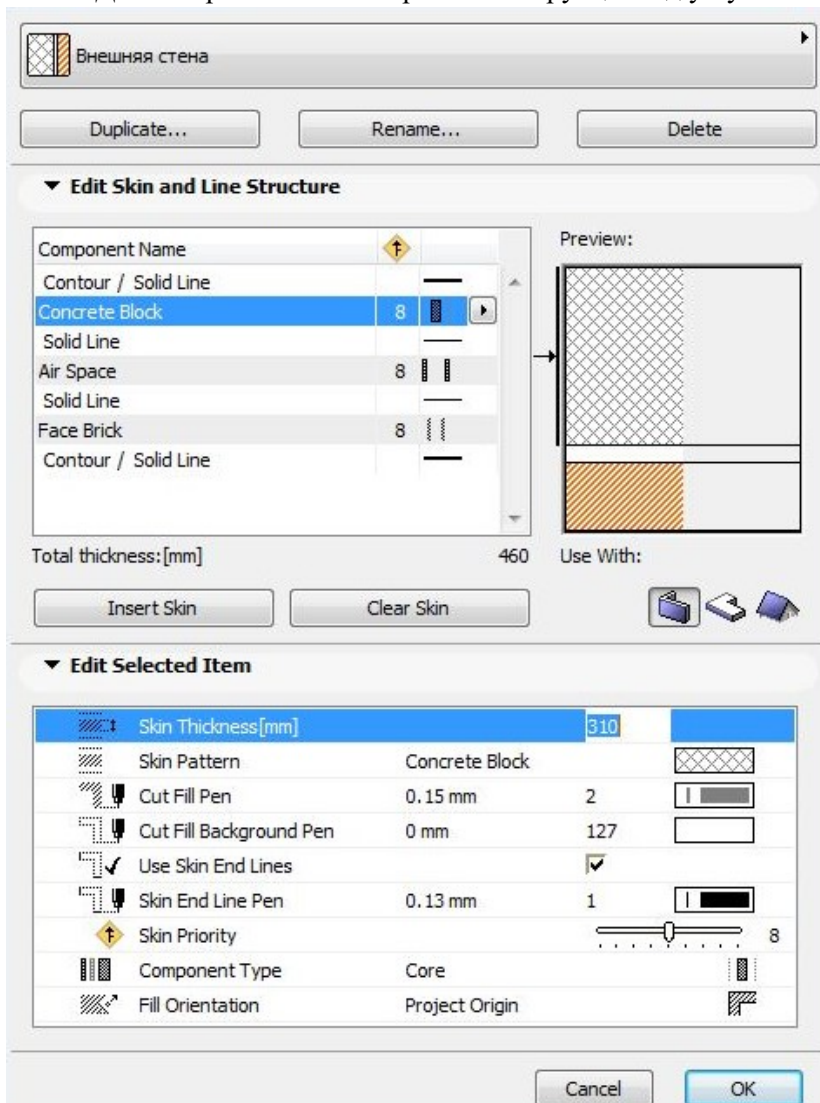 Внешняя стена
Duplicate... Rename... Delete
Edit Skin and Line Structure
Component Name Preview:
Contour / Solid Line
Concrete Block 8
Solid Line
Air Space 8
Solid Line
Face Brick 8
Contour / Solid Line
Total thickness:[mm] 460 Use With:
Insert Skin Clear Skin
Edit Selected Item
Skin Thickness[mm] 310
Skin Pattern Concrete Block
Cut Fill Pen 0.15 mm 2
Cut Fill Background Pen 0 mm 127
Use Skin End Lines
Skin End Line Pen 0.13 mm 1
Skin Priority 8
Component Type Core
Fill Orientation Project Origin
Cancel OK